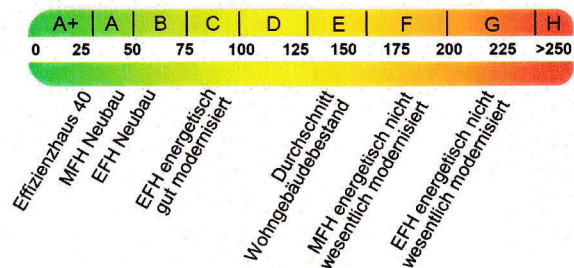 A+ A B C D E F G H
0 25 50 75 100 125 150 175 200 225 >250
Effizienzhaus 40
MFH Neubau
EFH Neubau
EFH energetisch
gut modernisiert
Durchschnitt
Wohngebäudebestand
MFH energetisch nicht
wesentlich modernisiert
EFH energetisch nicht
wesentlich modernisiert